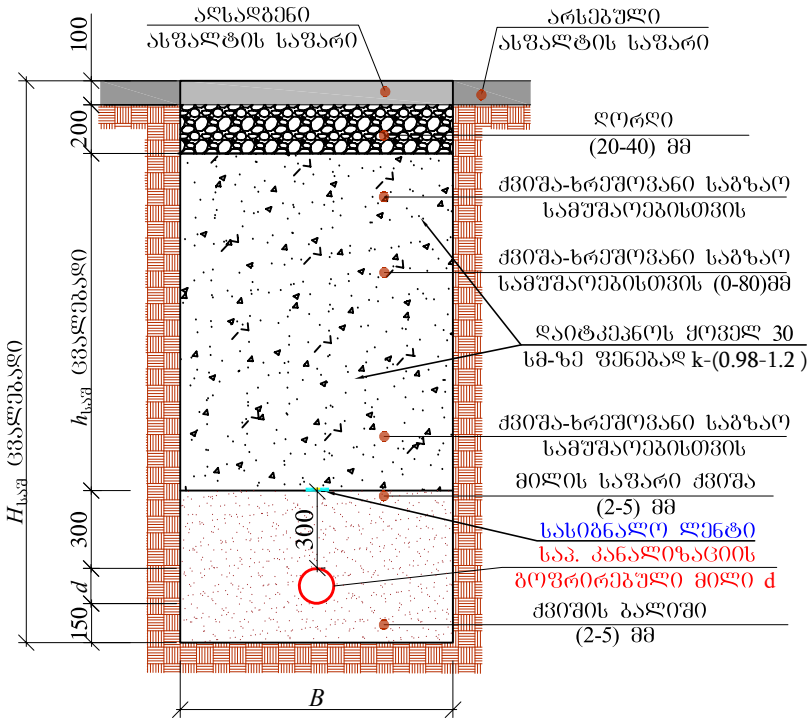 აღსადგენი
ასფალტის საფარი
არსებული
ასფალტის საფარი
100
200
ღორღი
(20-40) მმ
ქვიშა-ხრეშოვანი საგზაო
სამუშაოებისთვის
ქვიშა-ხრეშოვანი საგზაო
სამუშაოებისთვის (0-80)მმ
დაიტკეპნოს ყოველ 30
სმ-ზე ფენებად k-(0.98-1.2 )
ქვიშა-ხრეშოვანი საგზაო
სამუშაოებისთვის
მილის საფარი ქვიშა
(2-5) მმ
სასიგნალო ლენტი
საპ. კანალიზაციის
გოფრირებული მილი d
ქვიშის ბალიში
(2-5) მმ
Hსაშ ცვალებადი
hსაშ ცვალებადი
300
300
d
150
B